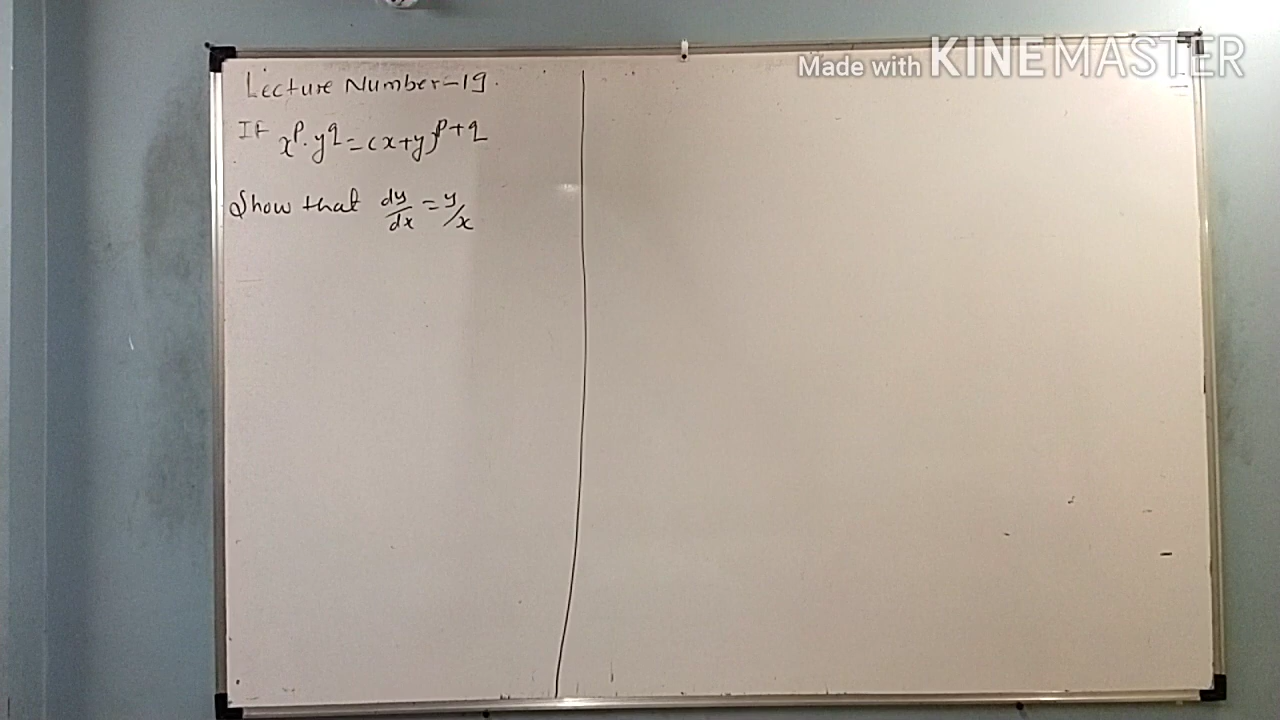 Lecture Number-19.
If x^p · y^q = (x+y)^p+q
Show that dy/dx = y/x
Made with KINEMASTER